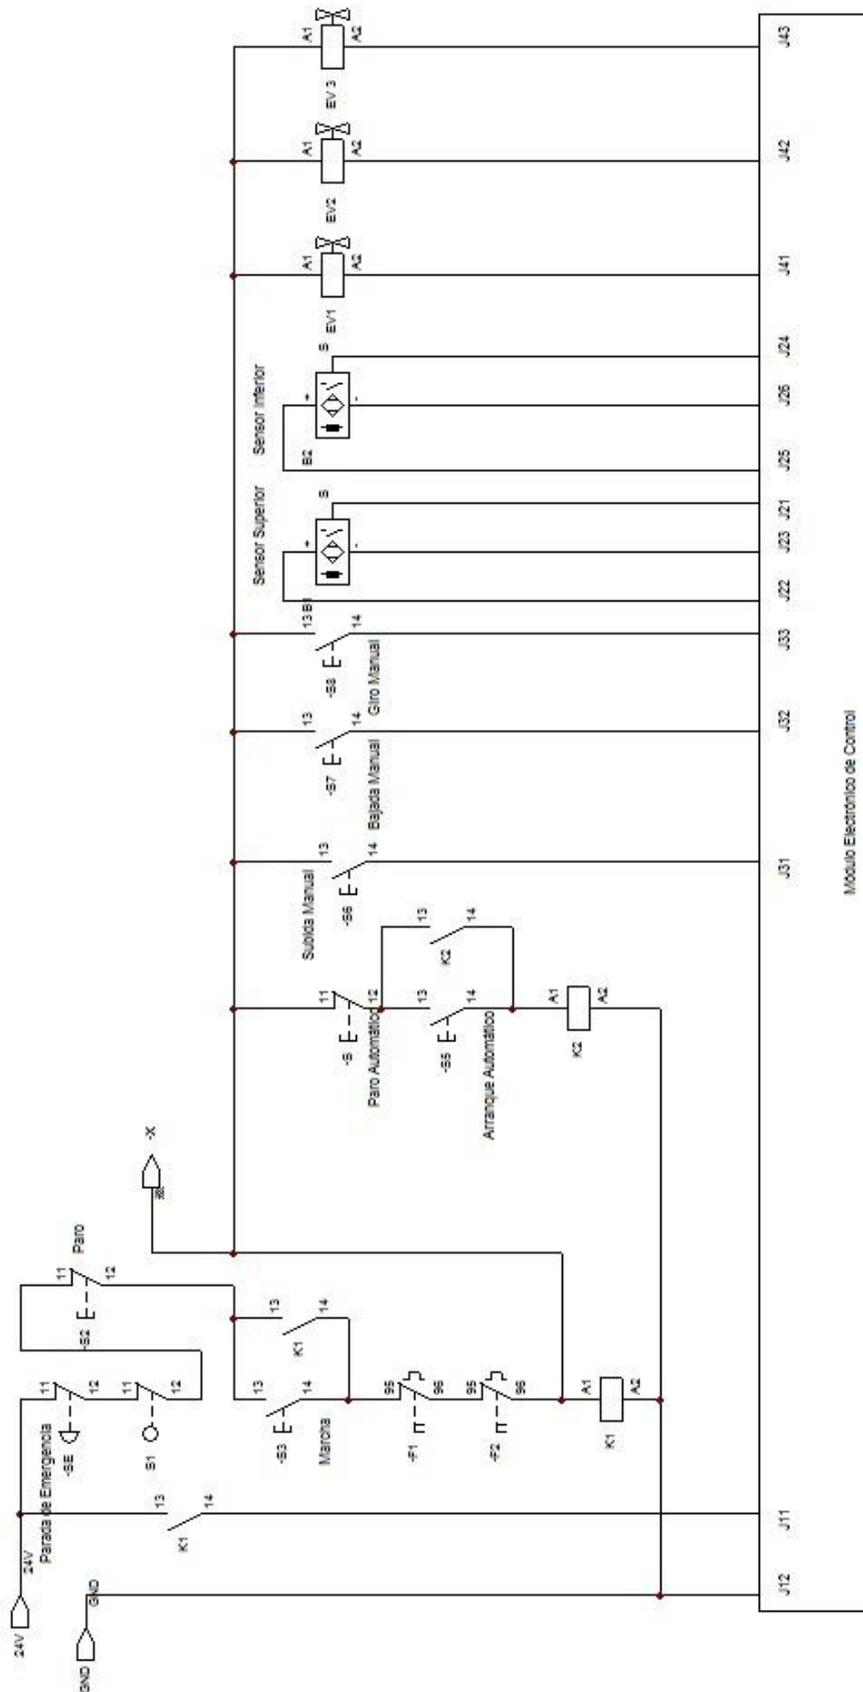 24V
24V
GND
GND
K1
13
14
Parada de Emergencia
-SE
11
12
S1
11
12
-S2
11
12
Paro
-S3
13
14
Marcha
K1
13
14
-F1
95
96
-F2
95
96
K1
A1
A2
-X
-S
11
12
Paro Automático
-S5
13
14
Arranque Automático
K2
13
14
K2
A1
A2
Subida Manual
-S6
13
14
-S7
13
14
Bajada Manual
-S8
13
14
Giro Manual
B1
Sensor Superior
+
-
S
B2
Sensor Inferior
+
-
S
EV1
A1
A2
EV2
A1
A2
EV 3
A1
A2
J12
J11
J31
J32
J33
J22
J23
J21
J25
J26
J24
J41
J42
J43
Módulo Electrónico de Control